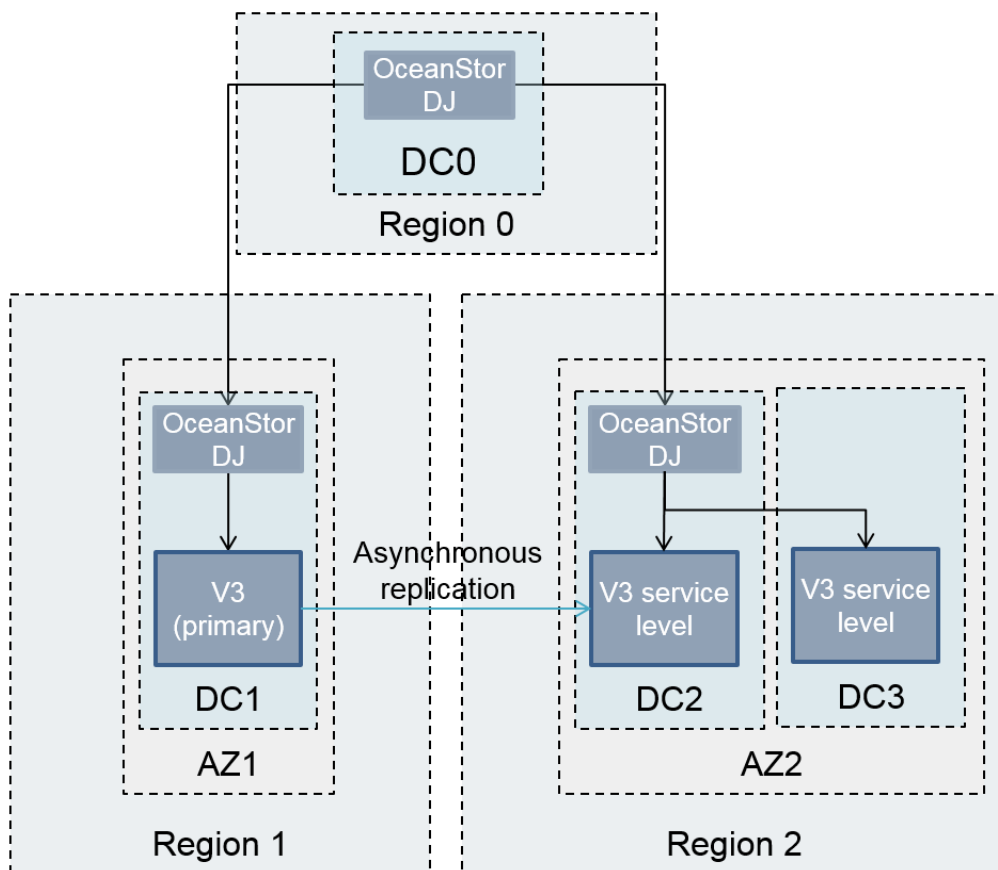 OceanStor
DJ
DC0
Region 0
OceanStor
DJ
V3
(primary)
DC1
AZ1
Region 1
Asynchronous
replication
OceanStor
DJ
V3 service
level
DC2
V3 service
level
DC3
AZ2
Region 2